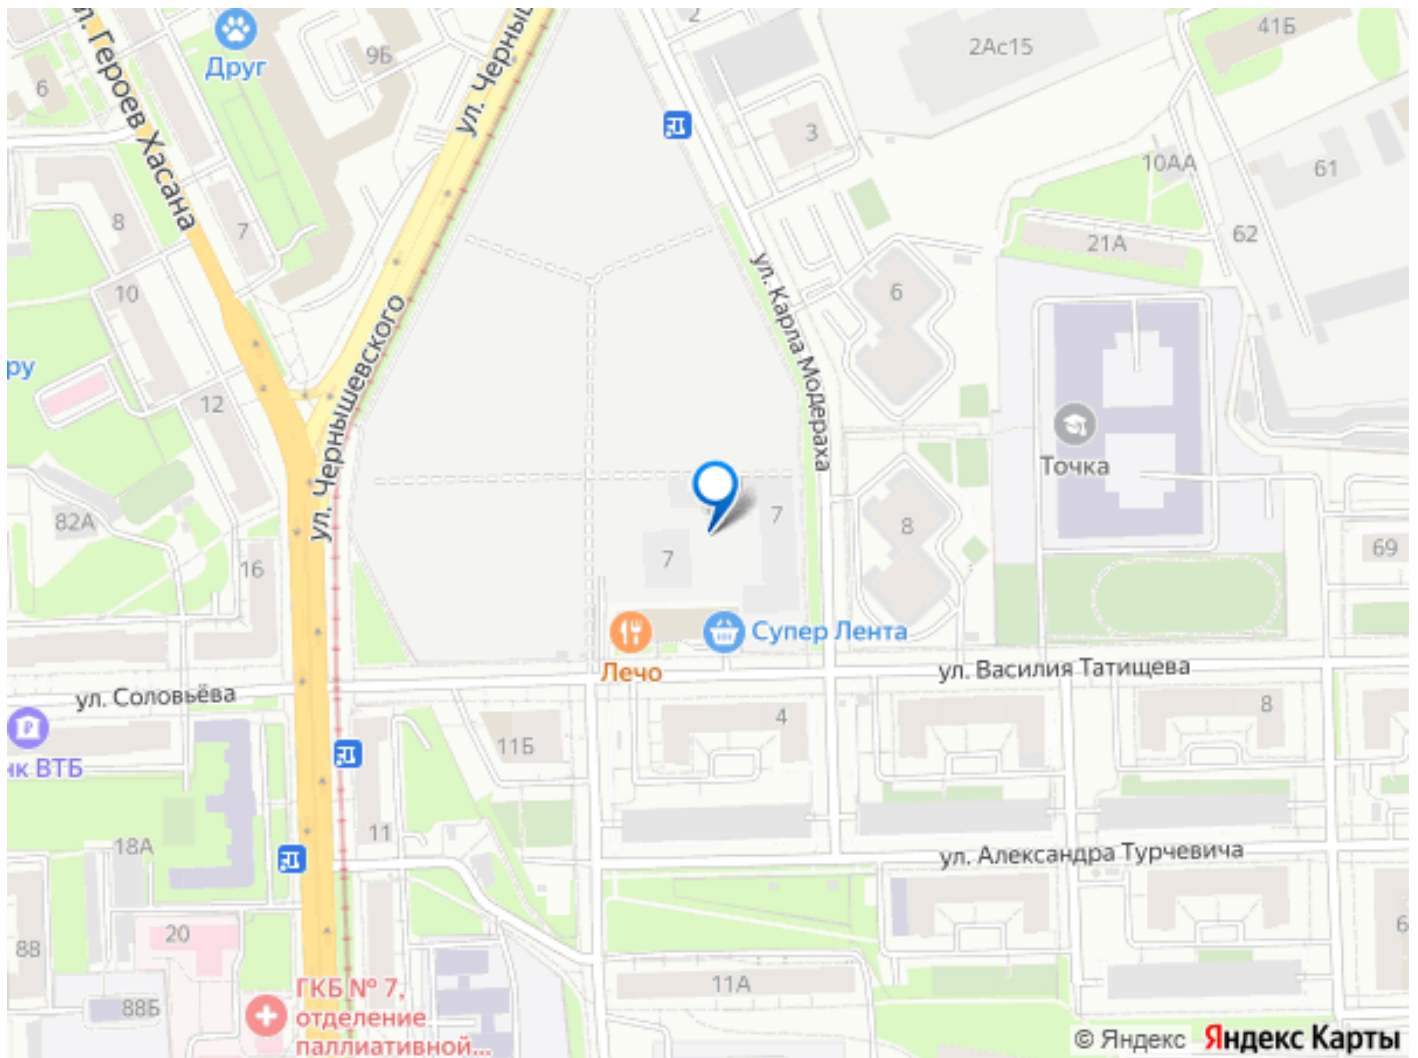 2
41Б
2Ас15
9Б
Друг
6
ул. Черныш
ул. Героев Хасана
3
10АА
61
8
7
62
21А
10
6
ул. Карла Модераха
ру
12
ул. Чернышевского
Точка
82А
7
8
69
7
16
Супер Лента
Лечо
ул. Василия Татищева
ул. Соловьёва
4
8
11Б
нк ВТБ
11
18А
ул. Александра Турчевича
20
88
11А
88Б
ГКБ № 7,
отделение
паллиативной...
© Яндекс Яндекс Карты